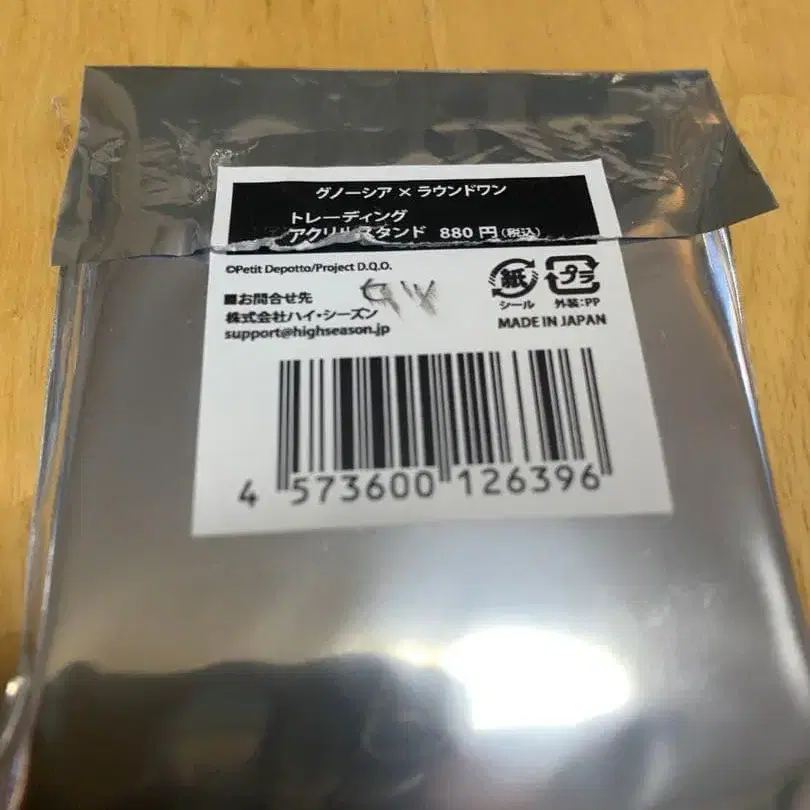 グノーシア × ラウンドワン
トレーディング
アクリルスタンド 880円(税込)
©Petit Depotto/Project D.Q.O.
■お問合せ先
株式会社ハイ・シーズン
support@highseason.jp
紙
シール
プラ
外装:PP
MADE IN JAPAN
4 573600 126396